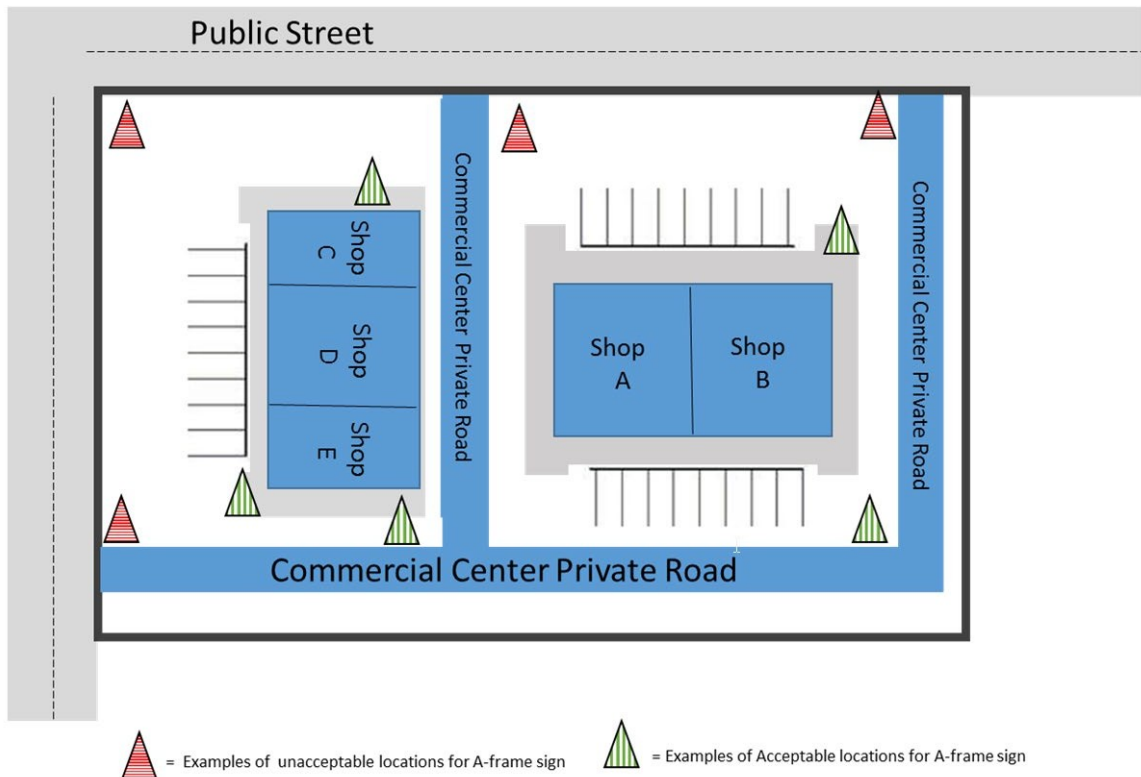 Public Street
Commercial Center Private Road
Commercial Center Private Road
Shop
C
Shop
D
Shop
E
Shop
A
Shop
B
Commercial Center Private Road
= Examples of  unacceptable locations for A-frame sign
= Examples of Acceptable locations for A-frame sign